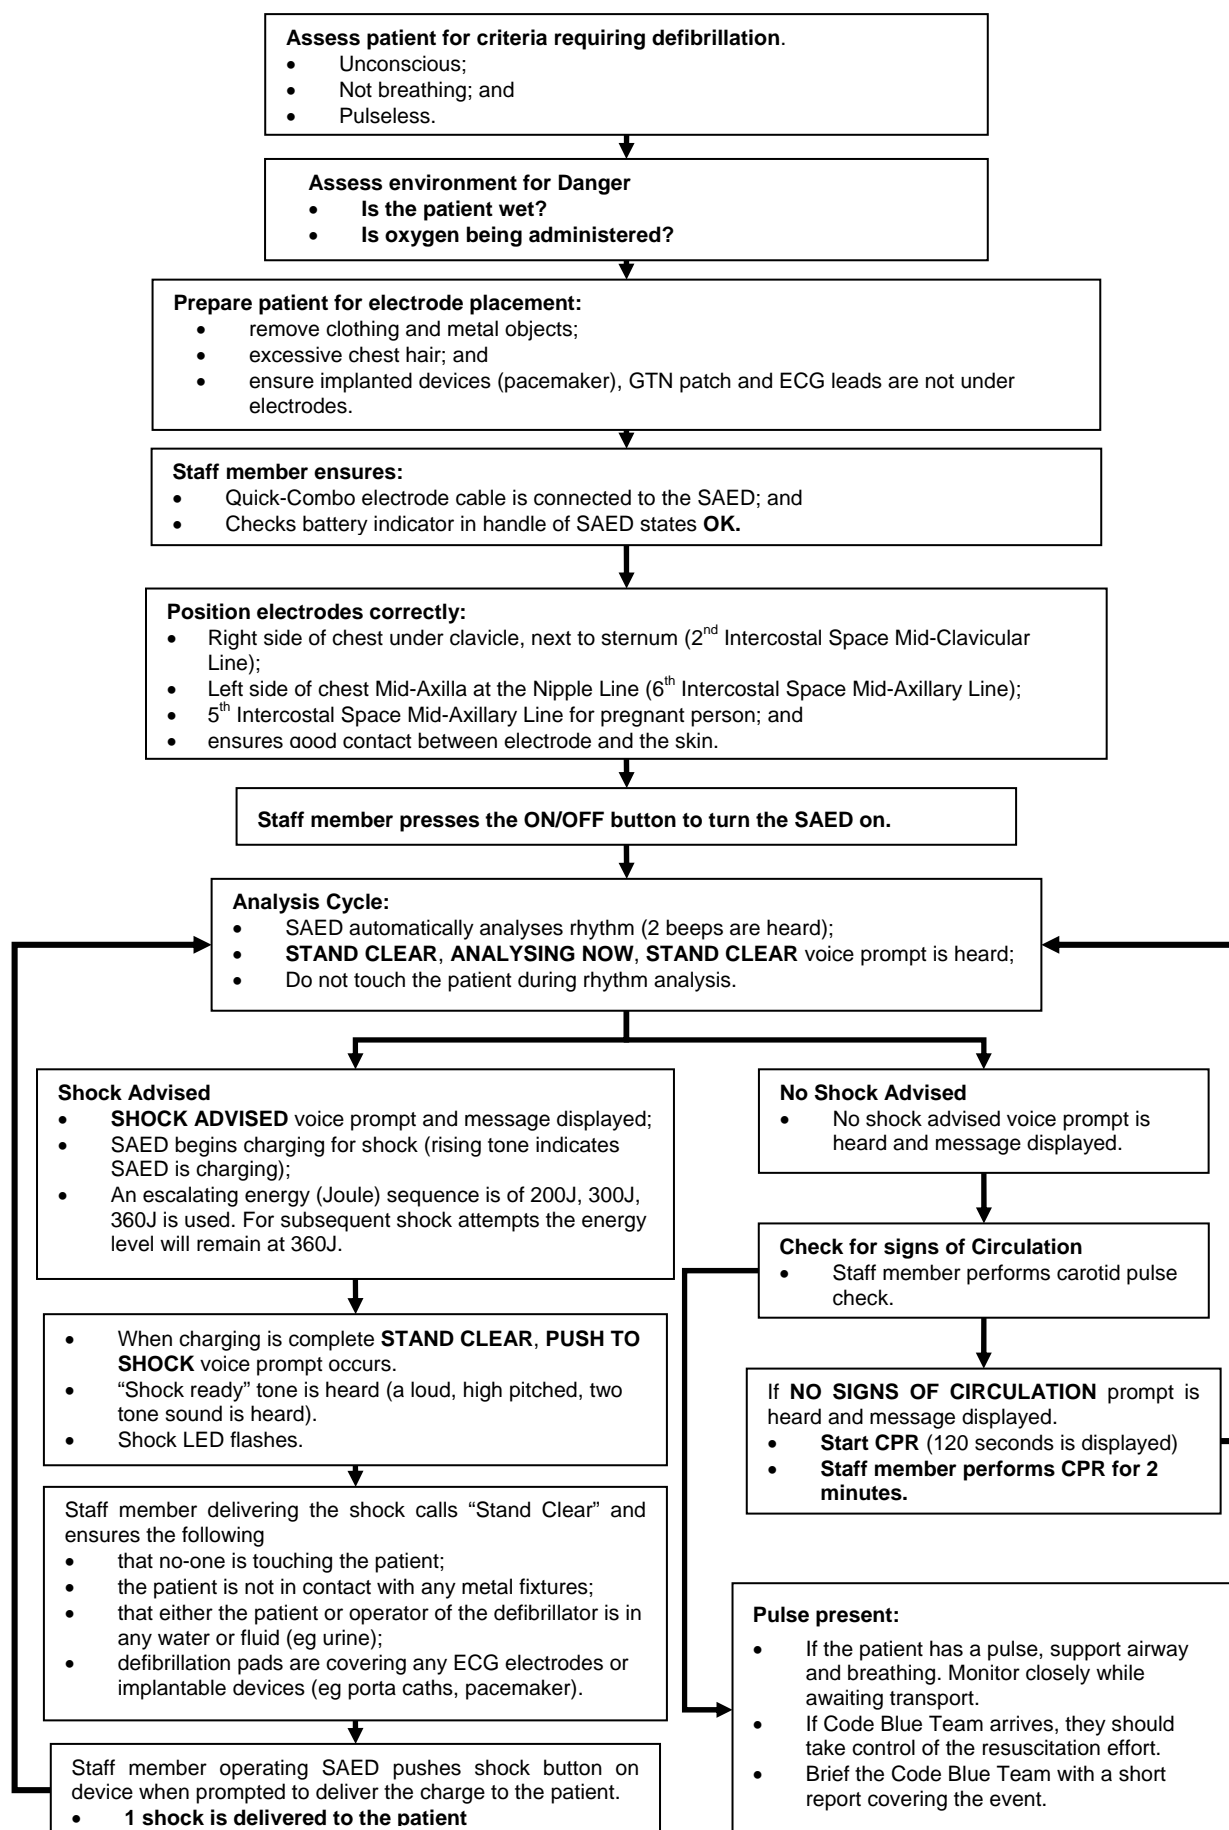 Assess patient for criteria requiring defibrillation.
• Unconscious;
• Not breathing; and
• Pulseless.
Assess environment for Danger
• Is the patient wet?
• Is oxygen being administered?
Prepare patient for electrode placement:
• remove clothing and metal objects;
• excessive chest hair; and
• ensure implanted devices (pacemaker), GTN patch and ECG leads are not under
electrodes.
Staff member ensures:
• Quick-Combo electrode cable is connected to the SAED; and
• Checks battery indicator in handle of SAED states OK.
Position electrodes correctly:
• Right side of chest under clavicle, next to sternum (2nd Intercostal Space Mid-Clavicular
Line);
• Left side of chest Mid-Axilla at the Nipple Line (6th Intercostal Space Mid-Axillary Line);
• 5th Intercostal Space Mid-Axillary Line for pregnant person; and
• ensures good contact between electrode and the skin.
Staff member presses the ON/OFF button to turn the SAED on.
Analysis Cycle:
• SAED automatically analyses rhythm (2 beeps are heard);
• STAND CLEAR, ANALYSING NOW, STAND CLEAR voice prompt is heard;
• Do not touch the patient during rhythm analysis.
Shock Advised
• SHOCK ADVISED voice prompt and message displayed;
• SAED begins charging for shock (rising tone indicates
SAED is charging);
• An escalating energy (Joule) sequence is of 200J, 300J,
360J is used. For subsequent shock attempts the energy
level will remain at 360J.
• When charging is complete STAND CLEAR, PUSH TO
SHOCK voice prompt occurs.
• “Shock ready” tone is heard (a loud, high pitched, two
tone sound is heard).
• Shock LED flashes.
Staff member delivering the shock calls “Stand Clear” and
ensures the following
• that no-one is touching the patient;
• the patient is not in contact with any metal fixtures;
• that either the patient or operator of the defibrillator is in
any water or fluid (eg urine);
• defibrillation pads are covering any ECG electrodes or
implantable devices (eg porta caths, pacemaker).
Staff member operating SAED pushes shock button on
device when prompted to deliver the charge to the patient.
• 1 shock is delivered to the patient
No Shock Advised
• No shock advised voice prompt is
heard and message displayed.
Check for signs of Circulation
• Staff member performs carotid pulse
check.
If NO SIGNS OF CIRCULATION prompt is
heard and message displayed.
• Start CPR (120 seconds is displayed)
• Staff member performs CPR for 2
minutes.
Pulse present:
• If the patient has a pulse, support airway
and breathing. Monitor closely while
awaiting transport.
• If Code Blue Team arrives, they should
take control of the resuscitation effort.
• Brief the Code Blue Team with a short
report covering the event.